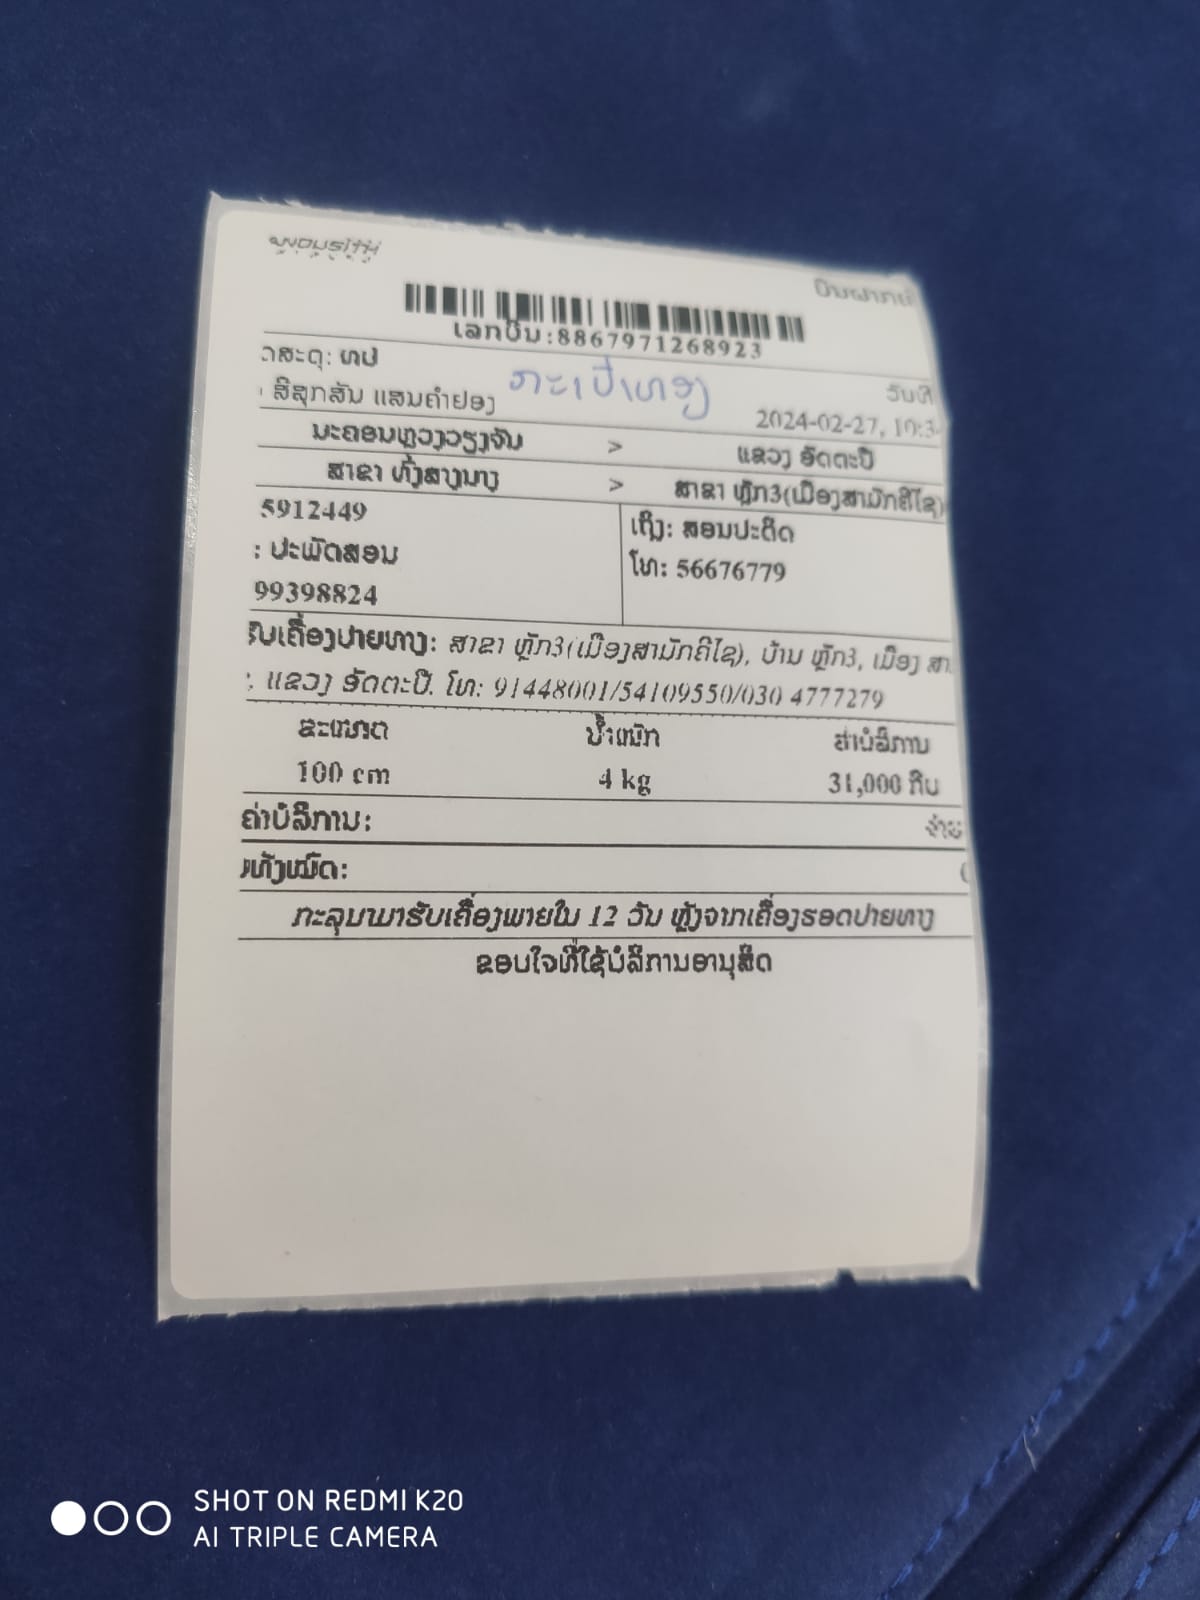 ບິນຝາກເ
ເລກບິນ:8867971268923
ວັດສະດຸ: ຫປ
ກະເປົາທອງ
ວັນທີ
ສີສຸກສັນ ແສນຄຳຢອງ
2024-02-27, 10:3
ນະຄອນຫຼວງວຽງຈັນ > ແຂວງ ອັດຕະປື
ສາຂາ ທົ່ງສາງນາງ > ສາຂາ ຫຼັກ3(ເມືອງສາມັກຄີໄຊ)
5912449
ເຖິງ: ສອນປະດິດ
: ປະພັດສອນ
ໂທ: 56676779
99398824
ຮັບເຄື່ອງປາຍທາງ: ສາຂາ ຫຼັກ3(ເມືອງສາມັກຄີໄຊ), ບ້ານ ຫຼັກ3, ເມືອງ ສາ
: ແຂວງ ອັດຕະປື. ໂທ: 91448001/54109550/030 4777279
ຂະໜາດ ນ້ຳໜັກ ຄ່າບໍລິການ
100 cm 4 kg 31,000 ກີບ
ຄ່າບໍລິການ: ຈ່າຍ
ທັງໝົດ:
ກະລຸນາມາຮັບເຄື່ອງພາຍໃນ 12 ວັນ ຫຼັງຈາກເຄື່ອງຮອດປາຍທາງ
ຂອບໃຈທີ່ໃຊ້ບໍລິການອານຸສິດ
SHOT ON REDMI K20
AI TRIPLE CAMERA